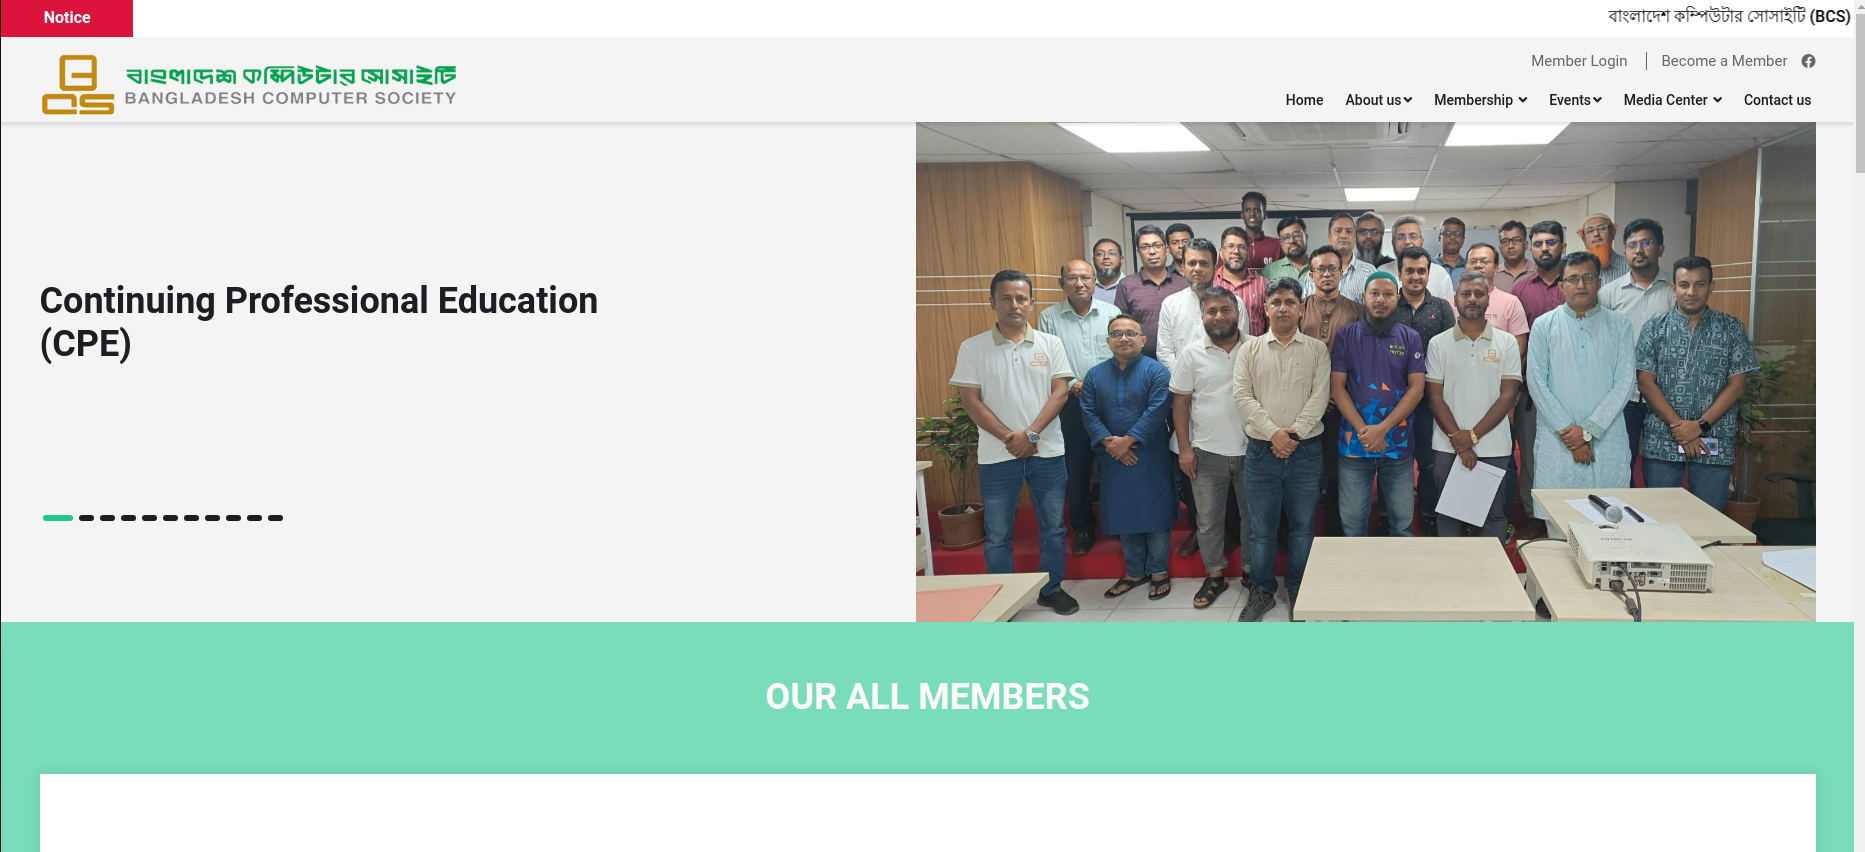 Notice
বাংলাদেশ কম্পিউটার সোসাইটি (BCS)
Member Login
Become a Member
বাংলাদেশ কম্পিউটার সোসাইটি
BANGLADESH COMPUTER SOCIETY
Home
About us
Membership
Events
Media Center
Contact us
Continuing Professional Education
(CPE)
HITACHI
OUR ALL MEMBERS